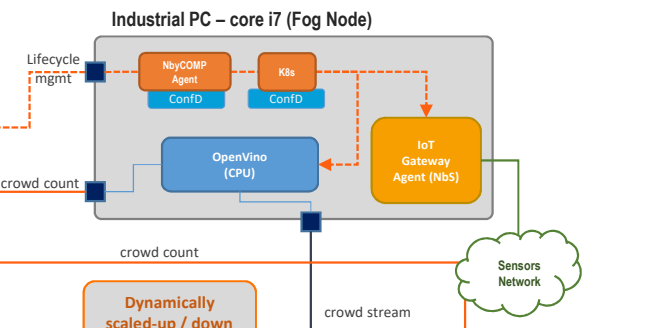 Industrial PC – core i7 (Fog Node)
Lifecycle
mgmt
NbyCOMP
Agent
K8s
ConfD
ConfD
OpenVino
(CPU)
IoT
Gateway
Agent (NbS)
crowd count
crowd count
Sensors
Network
Dynamically
scaled-up / down
crowd stream